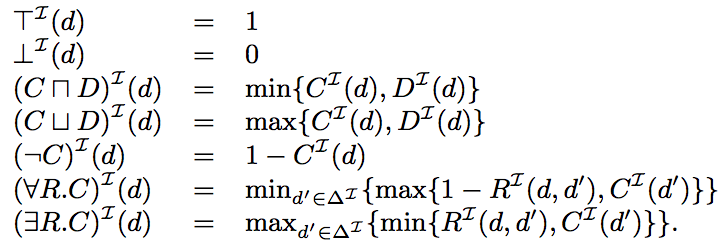 ⊤^ℐ(d) = 1
⊥^ℐ(d) = 0
(C ⊓ D)^ℐ(d) = min{C^ℐ(d), D^ℐ(d)}
(C ⊔ D)^ℐ(d) = max{C^ℐ(d), D^ℐ(d)}
(¬C)^ℐ(d) = 1 − C^ℐ(d)
(∀R.C)^ℐ(d) = min_{d′∈Δ^ℐ}{max{1 − R^ℐ(d, d′), C^ℐ(d′)}}
(∃R.C)^ℐ(d) = max_{d′∈Δ^ℐ}{min{R^ℐ(d, d′), C^ℐ(d′)}}.